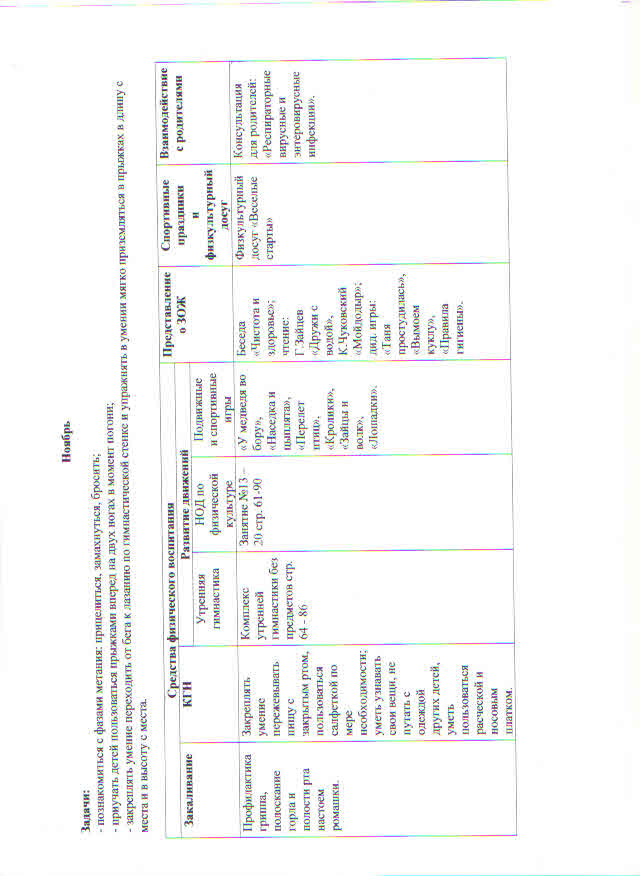 Ноябрь
Задачи:
- познакомиться с фазами метания: прицелиться, замахнуться, бросить;
- приучать детей пользоваться прыжками вперед на двух ногах в момент погони;
- закреплять умение переходить от бега к лазанию по гимнастической стенке и упражнять в умении мягко приземляться в прыжках в длину с
места и в высоту с места.
Средства физического воспитания
Закаливание
КГН
Развитие движений
Утренняя
гимнастика
НОД по
физической
культуре
Подвижные
и спортивные
игры
Представление
о ЗОЖ
Спортивные
праздники
и
физкультурный
досуг
Взаимодействие
с родителями
Профилактика
гриппа,
полоскание
горла и
полости рта
настоем
ромашки.
Закреплять
умение
пережевывать
пищу с
закрытым ртом,
пользоваться
салфеткой по
мере
необходимости;
уметь узнавать
свои вещи, не
путать с
одеждой
других детей,
уметь
пользоваться
расческой и
носовым
платком.
Комплекс
утренней
гимнастики без
предметов стр.
64 - 86
Занятие №13 –
20 стр. 61-90
«У медведя во
бору»,
«Наседка и
цыплята»,
«Перелет
птиц»,
«Кролики»,
«Зайцы и
волк»,
«Лошадки».
Беседа
«Чистота и
здоровье»;
чтение:
Г.Зайцев
«Дружи с
водой»,
К.Чуковский
«Мойдодыр»;
дид. игры:
«Таня
простудилась»,
«Вымоем
куклу»,
«Правила
гигиены».
Физкультурный
досуг «Веселые
старты»
Консультация
для родителей:
«Респираторные
вирусные и
энтеровирусные
инфекции».